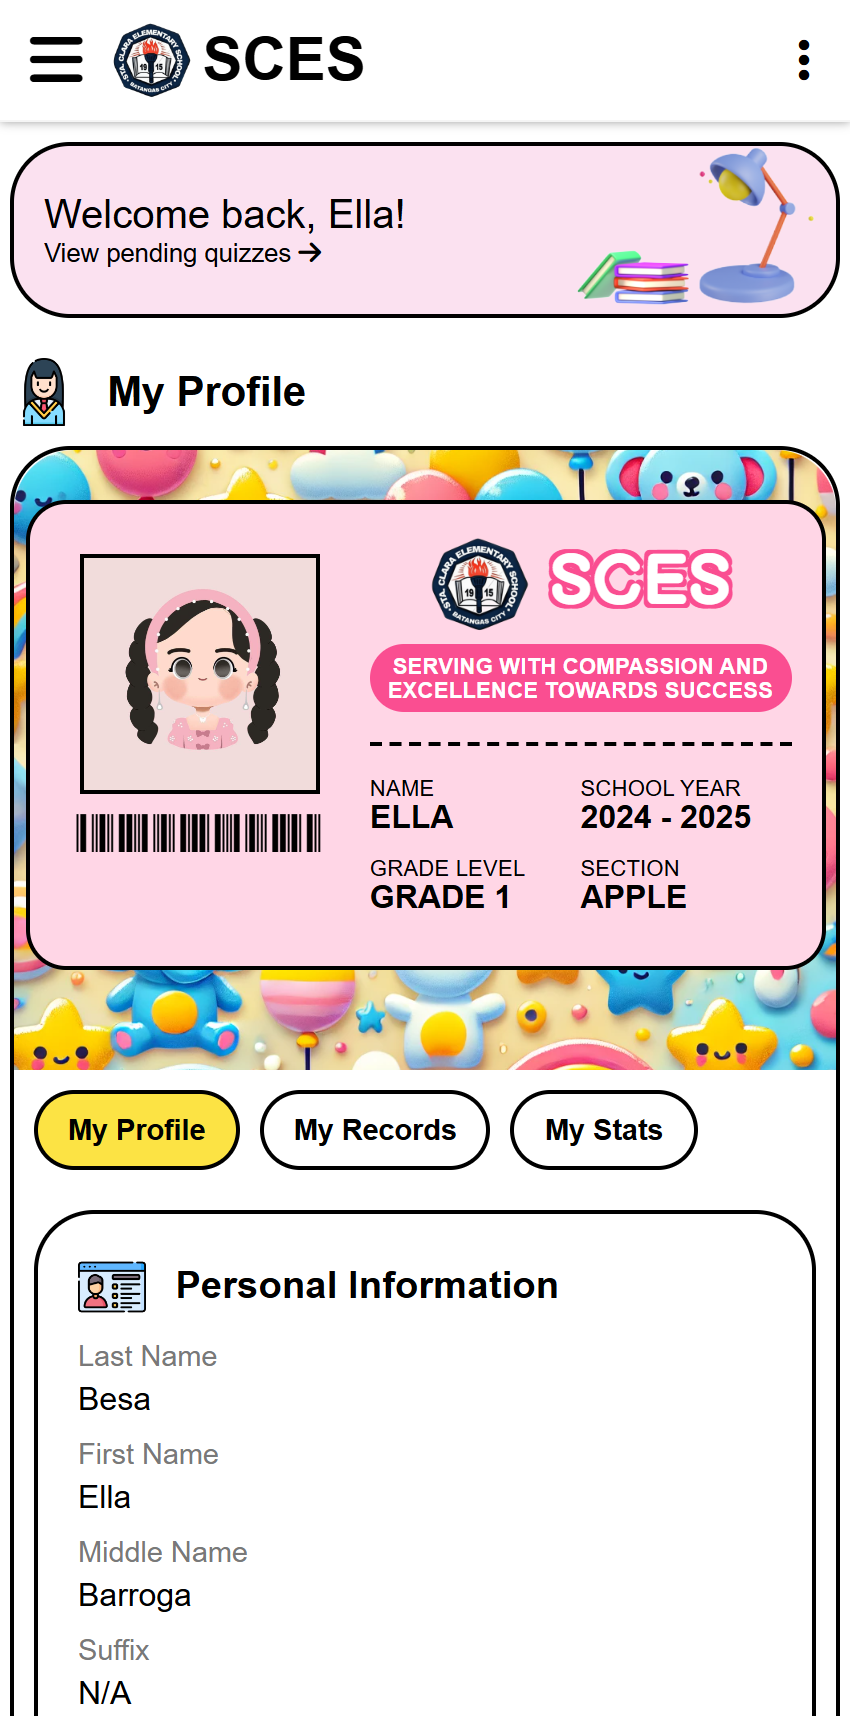 STA. CLARA ELEMENTARY SCHOOL
19 15
BATANGAS CITY
SCES
Welcome back, Ella!
View pending quizzes →
My Profile
STA. CLARA ELEMENTARY SCHOOL
19 15
BATANGAS CITY
SCES
SERVING WITH COMPASSION AND
EXCELLENCE TOWARDS SUCCESS
NAME SCHOOL YEAR
ELLA 2024 - 2025
GRADE LEVEL SECTION
GRADE 1 APPLE
My Profile My Records My Stats
Personal Information
Last Name
Besa
First Name
Ella
Middle Name
Barroga
Suffix
N/A